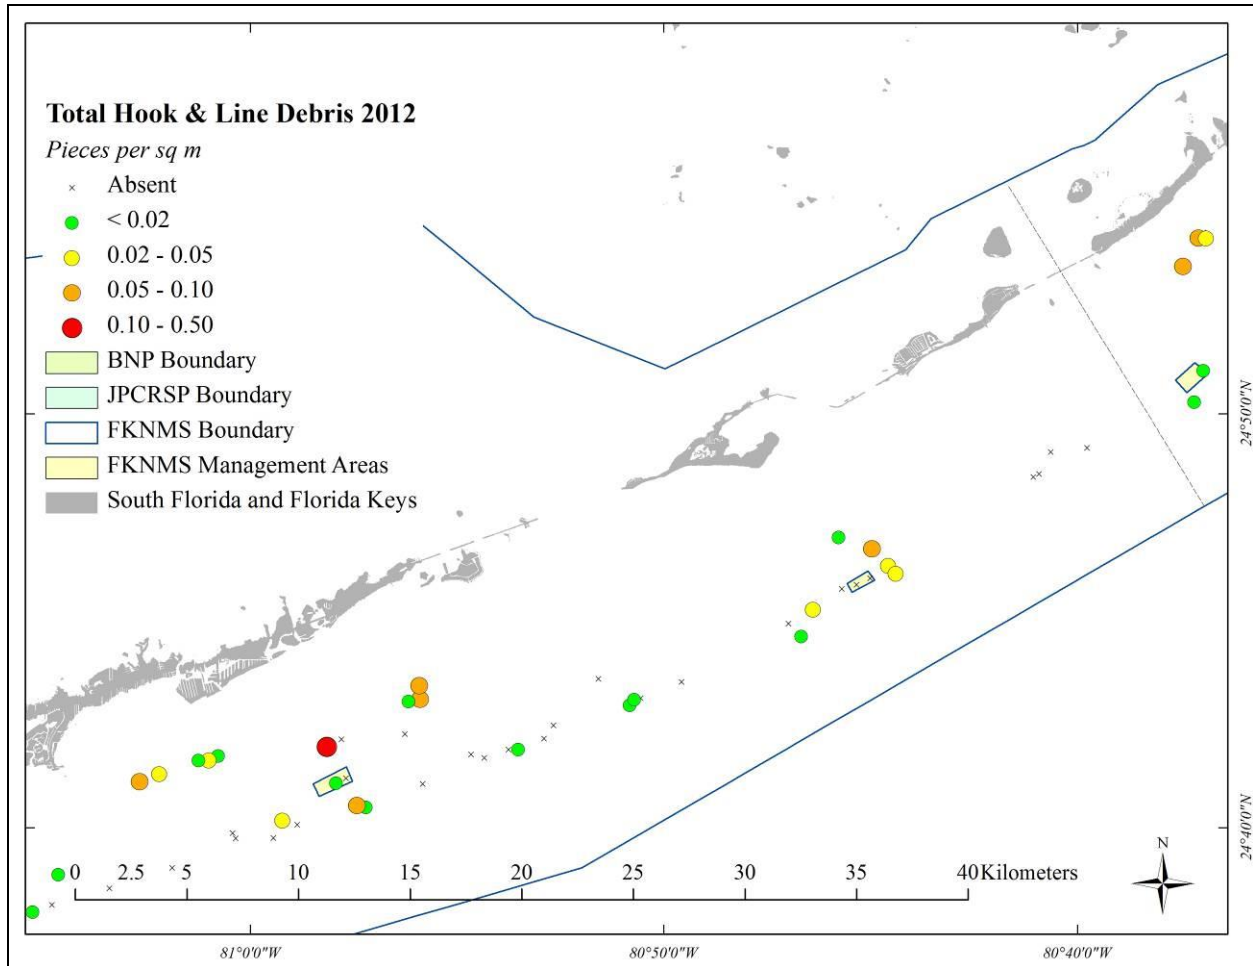 Total Hook & Line Debris 2012
Pieces per sq m
Absent
< 0.02
0.02 - 0.05
0.05 - 0.10
0.10 - 0.50
BNP Boundary
JPCRSP Boundary
FKNMS Boundary
FKNMS Management Areas
South Florida and Florida Keys
24°50'0"N
24°40'0"N
N
0 2.5 5 10 15 20 25 30 35 40 Kilometers
81°0'0"W 80°50'0"W 80°40'0"W